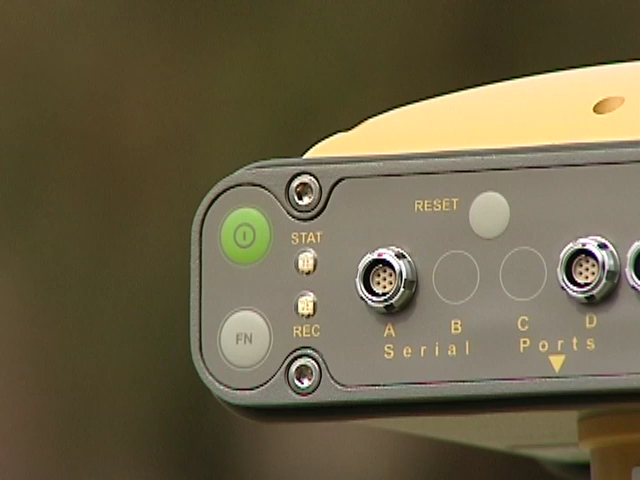 RESET
STAT
REC
FN
A B C D
Serial Ports